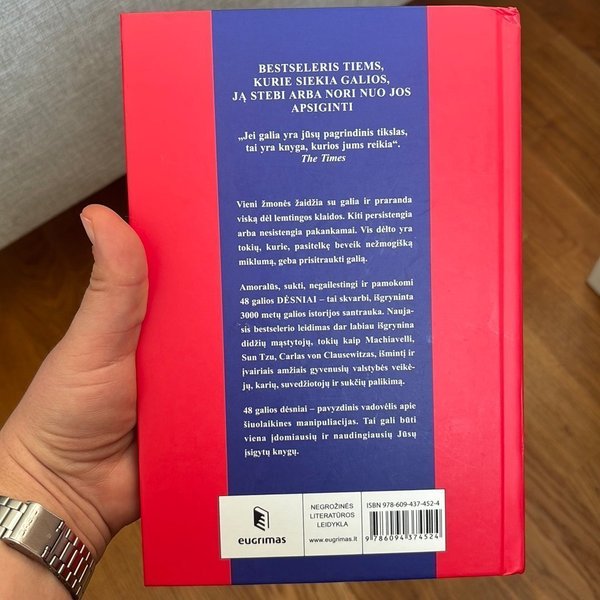 BESTSELERIS TIEMS,
KURIE SIEKIA GALIOS,
JĄ STEBI ARBA NORI NUO JOS
APSIGINTI
„Jei galia yra jūsų pagrindinis tikslas,
tai yra knyga, kurios jums reikia“.
The Times
Vieni žmonės žaidžia su galia ir praranda
viską dėl lemtingos klaidos. Kiti persistengia
arba nesistengia pakankamai. Vis dėlto yra
tokių, kurie, pasitelkę beveik nežmogišką
miklumą, geba prisitraukti galią.
Amoralūs, sukti, negailestingi ir pamokomi
48 galios DĖSNIAI – tai skvarbi, išgryninta
3000 metų galios istorijos santrauka. Nauja-
sis bestselerio leidimas dar labiau išgrynina
didžių mąstytojų, tokių kaip Machiavelli,
Sun Tzu, Carlas von Clausewitzas, išmintį ir
įvairiais amžiais gyvenusių valstybės veikė-
jų, karių, suvedžiotojų ir sukčių palikimą.
48 galios dėsniai – pavyzdinis vadovėlis apie
šiuolaikines manipuliacijas. Tai gali būti
viena įdomiausių ir naudingiausių Jūsų
įsigytų knygų.
eugrimas
NEGROŽINĖS
LITERATŪROS
LEIDYKLA
www.eugrimas.lt
ISBN 978-609-437-452-4
9 786094 374524